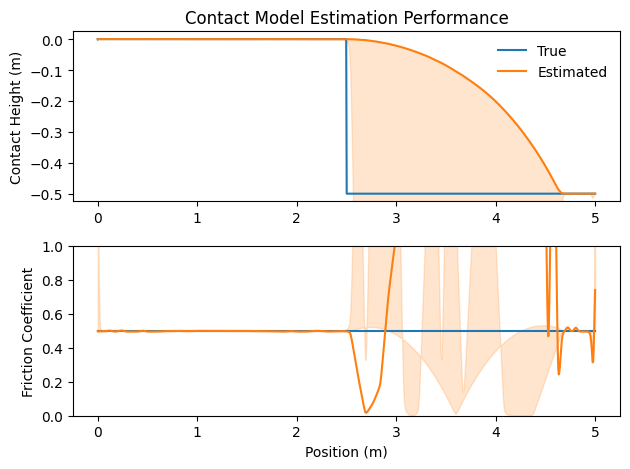 Contact Model Estimation Performance
Contact Height (m)
0.0
−0.1
−0.2
−0.3
−0.4
−0.5
True
Estimated
0 1 2 3 4 5
Friction Coefficient
1.0
0.8
0.6
0.4
0.2
0.0
0 1 2 3 4 5
Position (m)